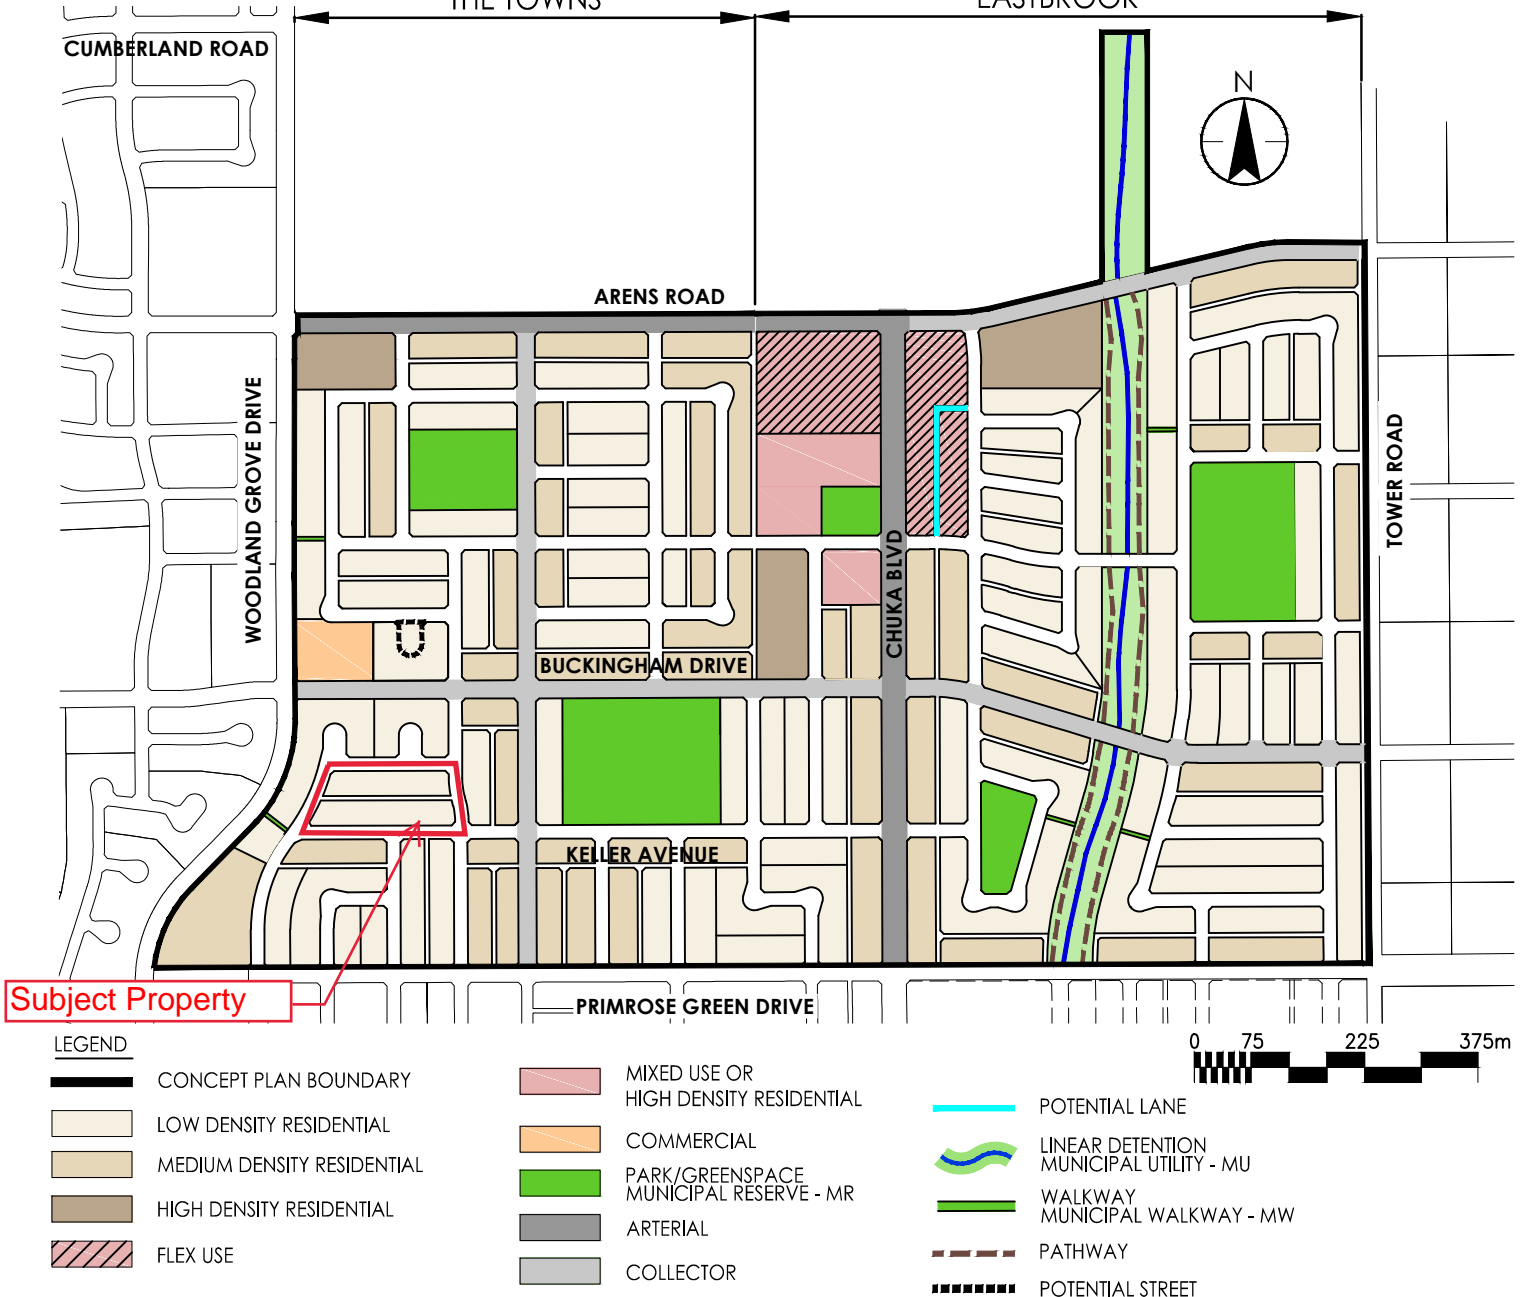 THE TOWNS
EASTBROOK
CUMBERLAND ROAD
N
ARENS ROAD
WOODLAND GROVE DRIVE
TOWER ROAD
CHUKA BLVD
BUCKINGHAM DRIVE
KELLER AVENUE
Subject Property
PRIMROSE GREEN DRIVE
0 75 225 375m
LEGEND
CONCEPT PLAN BOUNDARY
LOW DENSITY RESIDENTIAL
MEDIUM DENSITY RESIDENTIAL
HIGH DENSITY RESIDENTIAL
FLEX USE
MIXED USE OR
HIGH DENSITY RESIDENTIAL
COMMERCIAL
PARK/GREENSPACE
MUNICIPAL RESERVE - MR
ARTERIAL
COLLECTOR
POTENTIAL LANE
LINEAR DETENTION
MUNICIPAL UTILITY - MU
WALKWAY
MUNICIPAL WALKWAY - MW
PATHWAY
POTENTIAL STREET